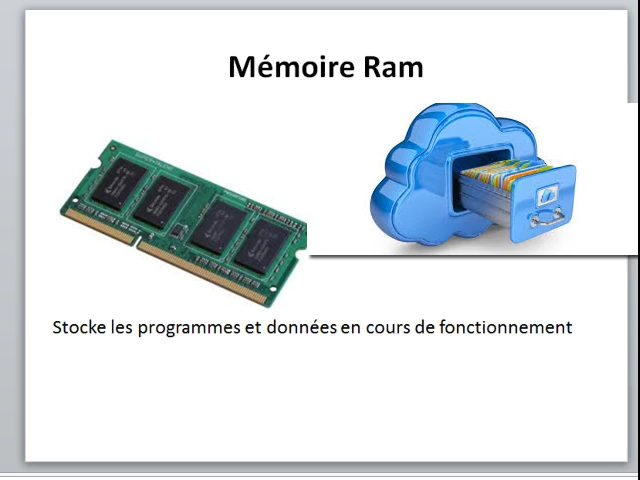 Mémoire Ram
Stocke les programmes et données en cours de fonctionnement